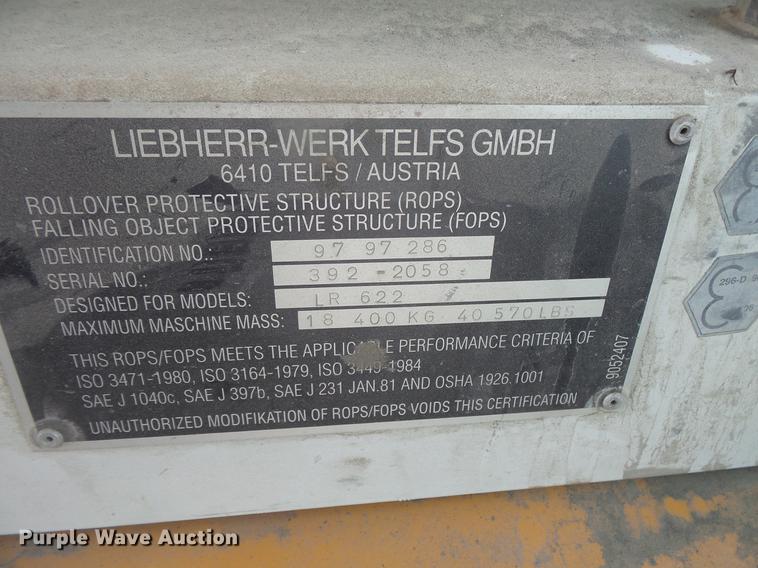 LIEBHERR-WERK TELFS GMBH
6410 TELFS / AUSTRIA
ROLLOVER PROTECTIVE STRUCTURE (ROPS)
FALLING OBJECT PROTECTIVE STRUCTURE (FOPS)
IDENTIFICATION NO.: 97 97 286
SERIAL NO.: 392 - 2058
DESIGNED FOR MODELS: LR 622
MAXIMUM MASCHINE MASS: 18 400 KG 40 570 LBS
THIS ROPS/FOPS MEETS THE APPLICABLE PERFORMANCE CRITERIA OF
ISO 3471-1980, ISO 3164-1979, ISO 3449-1984
SAE J 1040c, SAE J 397b, SAE J 231 JAN.81 AND OSHA 1926.1001
UNAUTHORIZED MODIFIKATION OF ROPS/FOPS VOIDS THIS CERTIFICATION
9052407
296-D
Purple Wave Auction